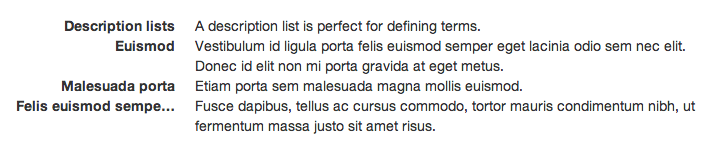 Description lists A description list is perfect for defining terms.
Euismod Vestibulum id ligula porta felis euismod semper eget lacinia odio sem nec elit.
Donec id elit non mi porta gravida at eget metus.
Malesuada porta Etiam porta sem malesuada magna mollis euismod.
Felis euismod sempe... Fusce dapibus, tellus ac cursus commodo, tortor mauris condimentum nibh, ut
fermentum massa justo sit amet risus.